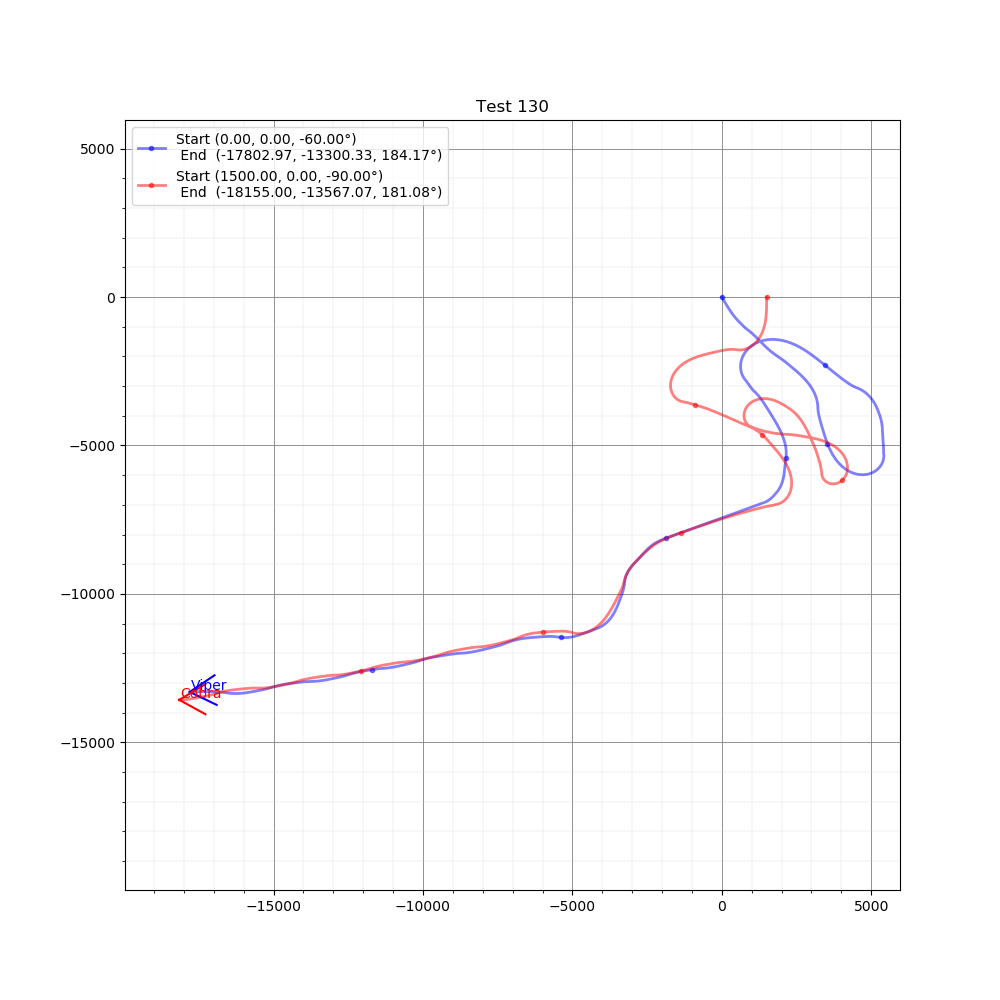 Test 130
Start (0.00, 0.00, -60.00°)
End (-17802.97, -13300.33, 184.17°)
Start (1500.00, 0.00, -90.00°)
End (-18155.00, -13567.07, 181.08°)
5000
0
−5000
−10000
−15000
Viper
Cobra
−15000
−10000
−5000
0
5000